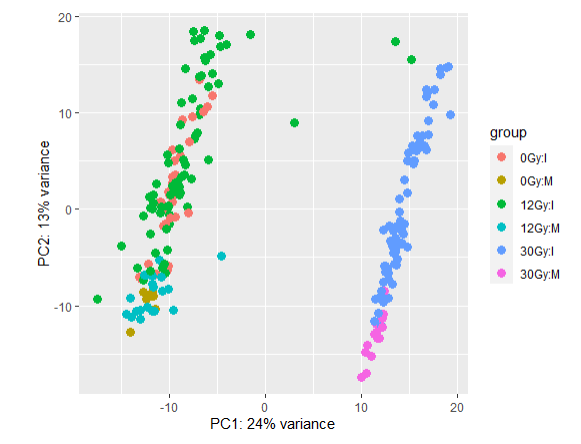 20
10
0
-10
-10
0
10
20
PC2: 13% variance
PC1: 24% variance
group
0Gy:I
0Gy:M
12Gy:I
12Gy:M
30Gy:I
30Gy:M